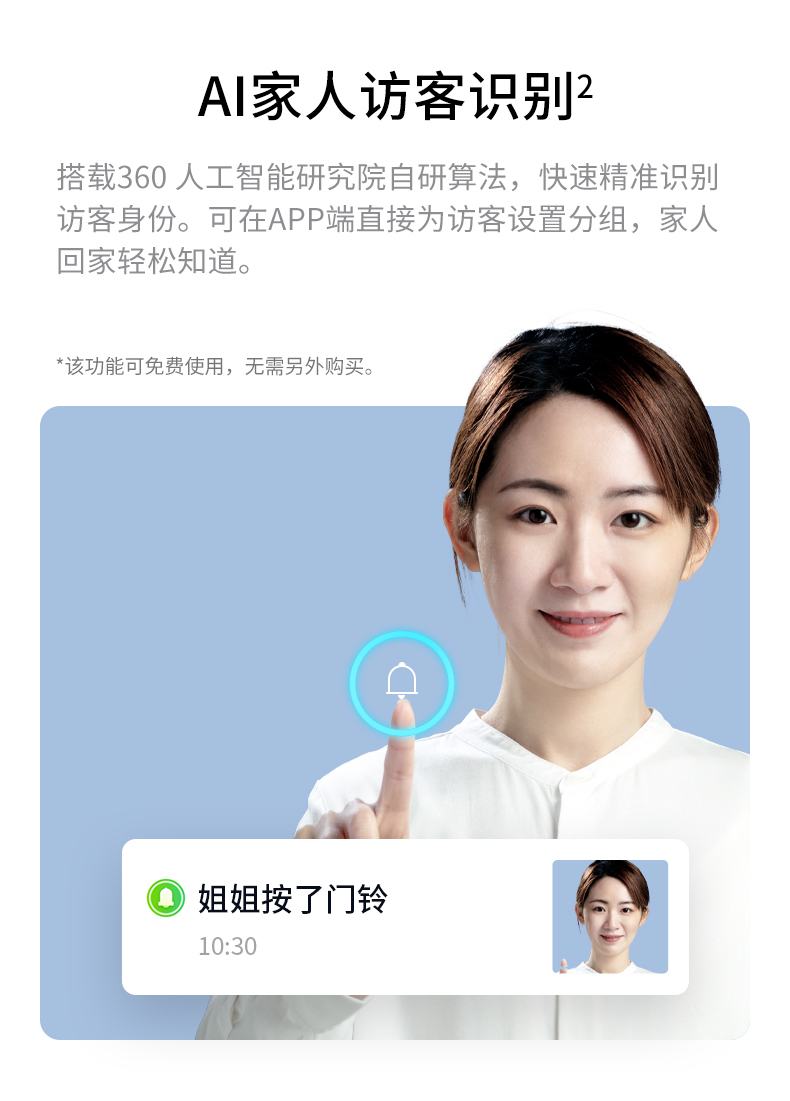 AI家人访客识别²
搭载360 人工智能研究院自研算法，快速精准识别
访客身份。可在APP端直接为访客设置分组，家人
回家轻松知道。
*该功能可免费使用，无需另外购买。
姐姐按了门铃
10:30